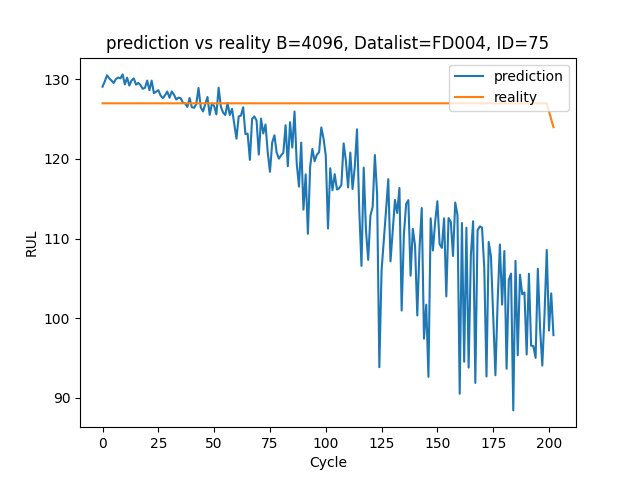 prediction vs reality B=4096, Datalist=FD004, ID=75
prediction
reality
RUL
130
120
110
100
90
0 25 50 75 100 125 150 175 200
Cycle